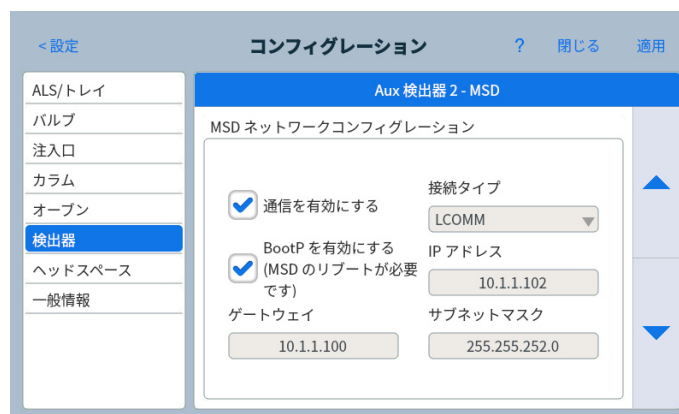 <設定
コンフィグレーション
?
閉じる
適用
ALS/トレイ
バルブ
注入口
カラム
オーブン
検出器
ヘッドスペース
一般情報
Aux 検出器 2 - MSD
MSD ネットワークコンフィグレーション
通信を有効にする
接続タイプ
LCOMM
BootP を有効にする
(MSD のリブートが必要
です)
IP アドレス
10.1.1.102
ゲートウェイ
10.1.1.100
サブネットマスク
255.255.252.0